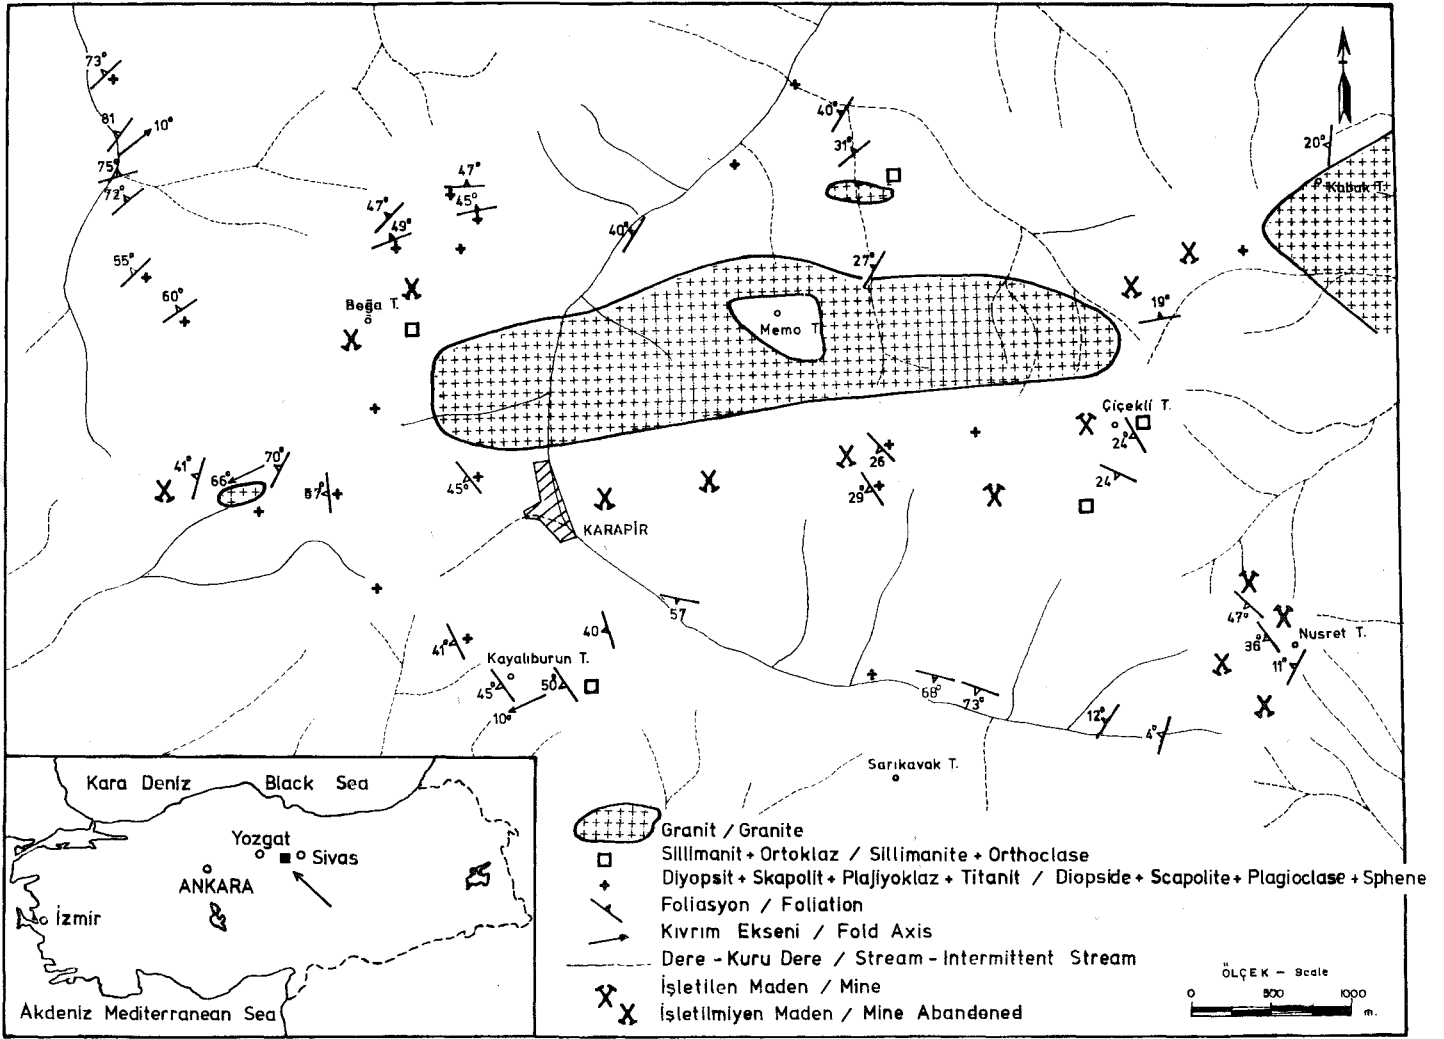 73°
81
10°
75°
72°
40°
31°
20°
Kabak T.
47°
45°
47°
49°
40°
55°
60°
27°
19°
Boğa T.
Memo T.
Çiçekli T.
24°
26
24
41°
66°
70°
57°
45°
29°
KARAPİR
57
47°
36°
Nusret T.
11°
40
41°
Kayalıburun T.
45°
50°
10°
68°
73°
12°
4°
Sarıkavak T.
Kara Deniz Black Sea
Yozgat
Sivas
ANKARA
İzmir
Akdeniz Mediterranean Sea
Granit / Granite
Sillimanit + Ortoklaz / Sillimanite + Orthoclase
Diyopsit + Skapolit + Plajiyoklaz + Titanit / Diopside + Scapolite + Plagioclase + Sphene
Foliasyon / Foliation
Kıvrım Ekseni / Fold Axis
Dere - Kuru Dere / Stream - Intermittent Stream
İşletilen Maden / Mine
İşletilmiyen Maden / Mine Abandoned
ÖLÇEK - Scale
0 500 1000
m.